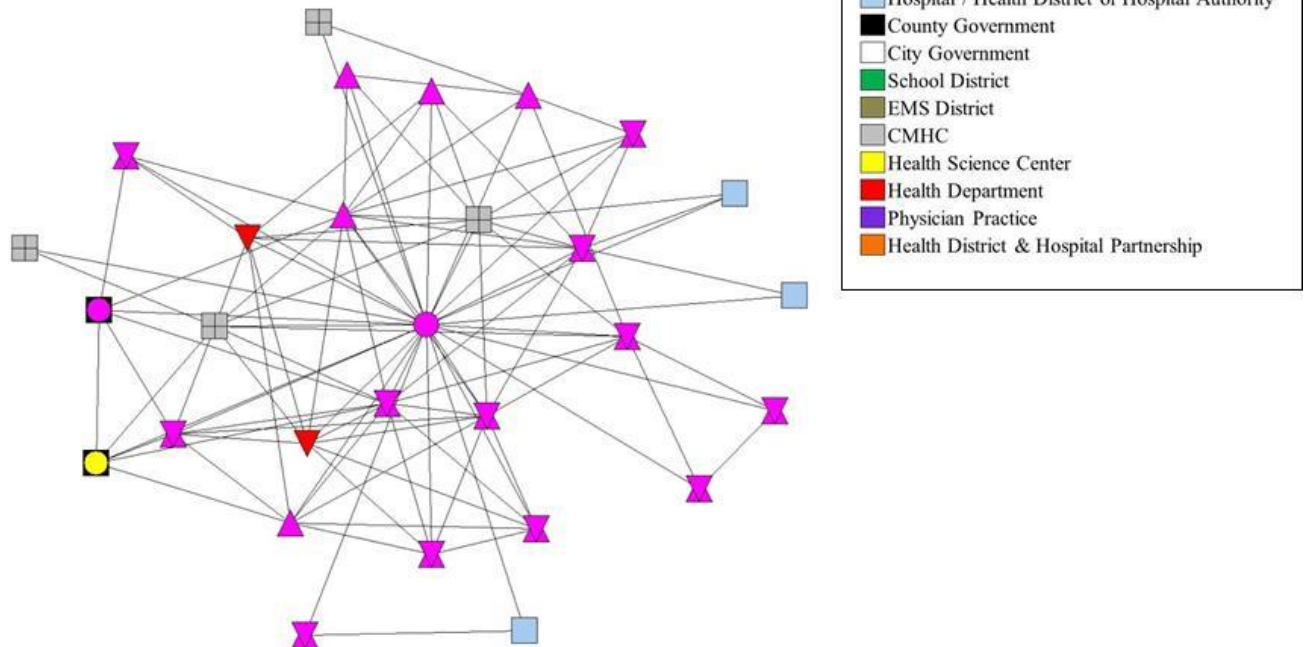 Hospital / Health District or Hospital Authority
County Government
City Government
School District
EMS District
CMHC
Health Science Center
Health Department
Physician Practice
Health District & Hospital Partnership